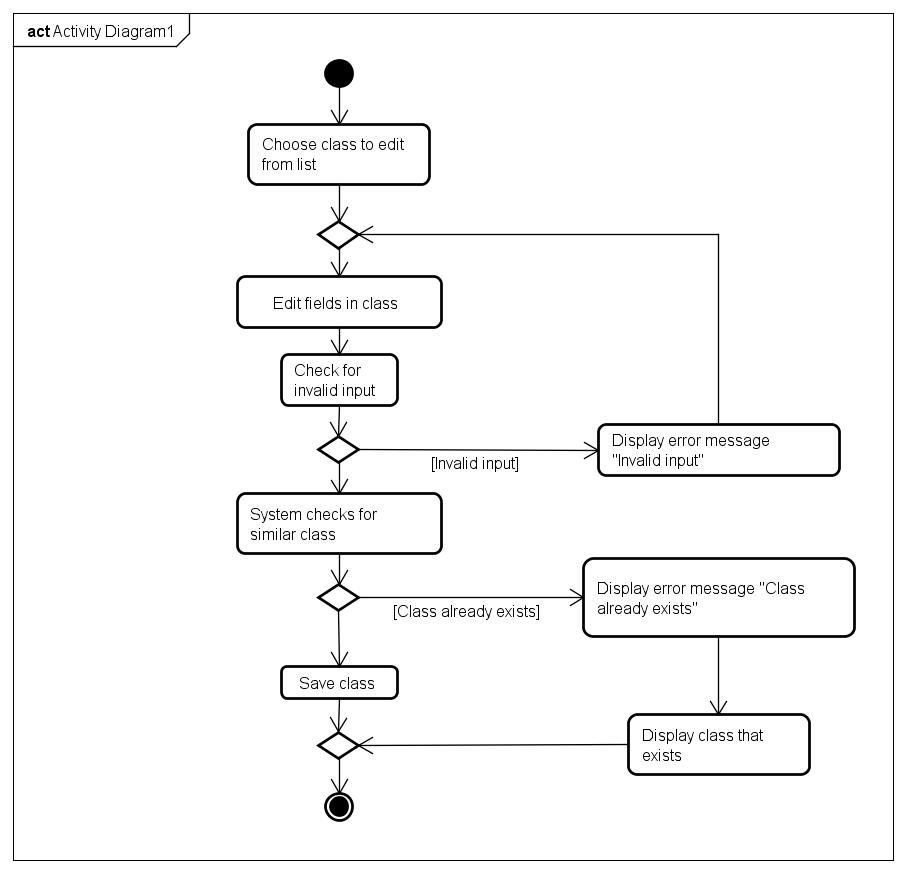 act Activity Diagram1
Choose class to edit
from list
Edit fields in class
Check for
invalid input
[Invalid input]
Display error message
"Invalid input"
System checks for
similar class
[Class already exists]
Display error message "Class
already exists"
Save class
Display class that
exists